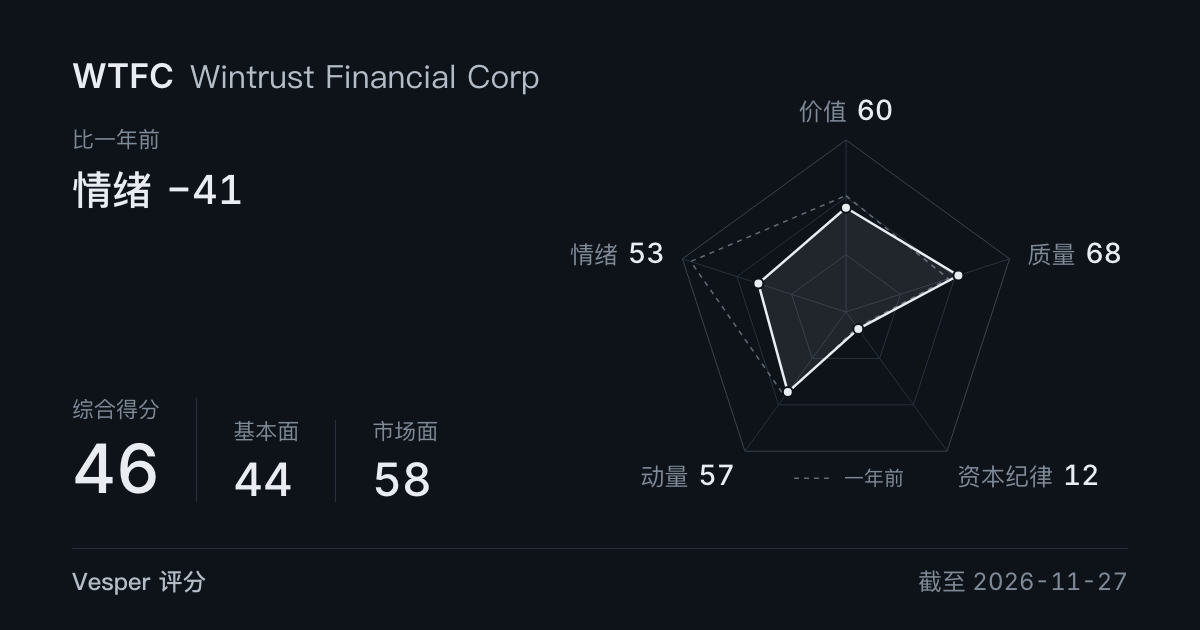 WTFC Wintrust Financial Corp
比一年前
情绪 −41
价值 60
情绪 53
质量 68
动量 57
一年前
资本纪律 12
综合得分
46
基本面
44
市场面
58
Vesper 评分
截至 2026-11-27